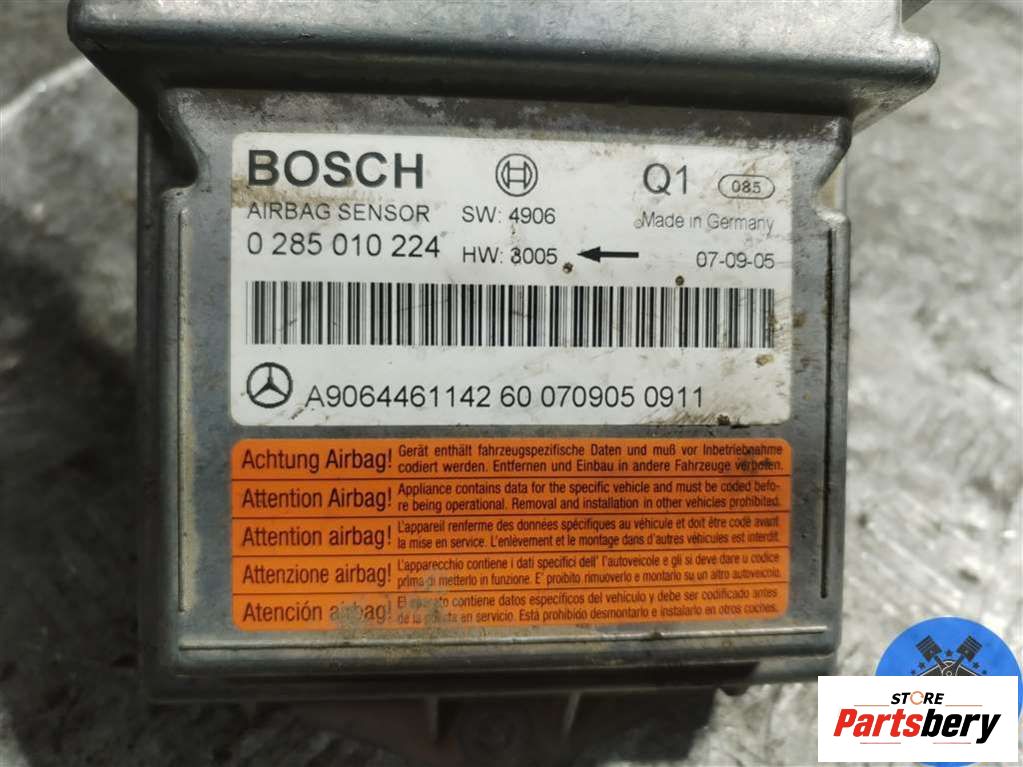 BOSCH
Q1 085
AIRBAG SENSOR SW: 4906 Made in Germany
0 285 010 224 HW: 3005 07-09-05
A9064461142 60 070905 0911
Achtung Airbag! Gerät enthält fahrzeugspezifische Daten und muß vor Inbetriebnahme
codiert werden. Entfernen und Einbau in andere Fahrzeuge verboten.
Attention Airbag! Appliance contains data for the specific vehicle and must be coded befo-
re being operational. Removal and installation in other vehicles prohibited.
Attention airbag! L'appareil renferme des données spécifiques au véhicule et doit être codé avant
la mise en service. L'enlèvement et le montage dans d'autres véhicules est interdit.
Attenzione airbag! L'apparecchio contiene i dati specifici dell' l'autoveicolo e gli si deve dare u codice
prima di metterlo in funzione. E' proibito rimuoverlo e montarlo su un altro autoveicolo.
Atención airbag! El aparato contiene datos específicos del vehículo y debe ser codificado antes
de la puesta en servicio. Está prohibido desmontarlo e instalarlo en otros coches.
STORE
Partsbery